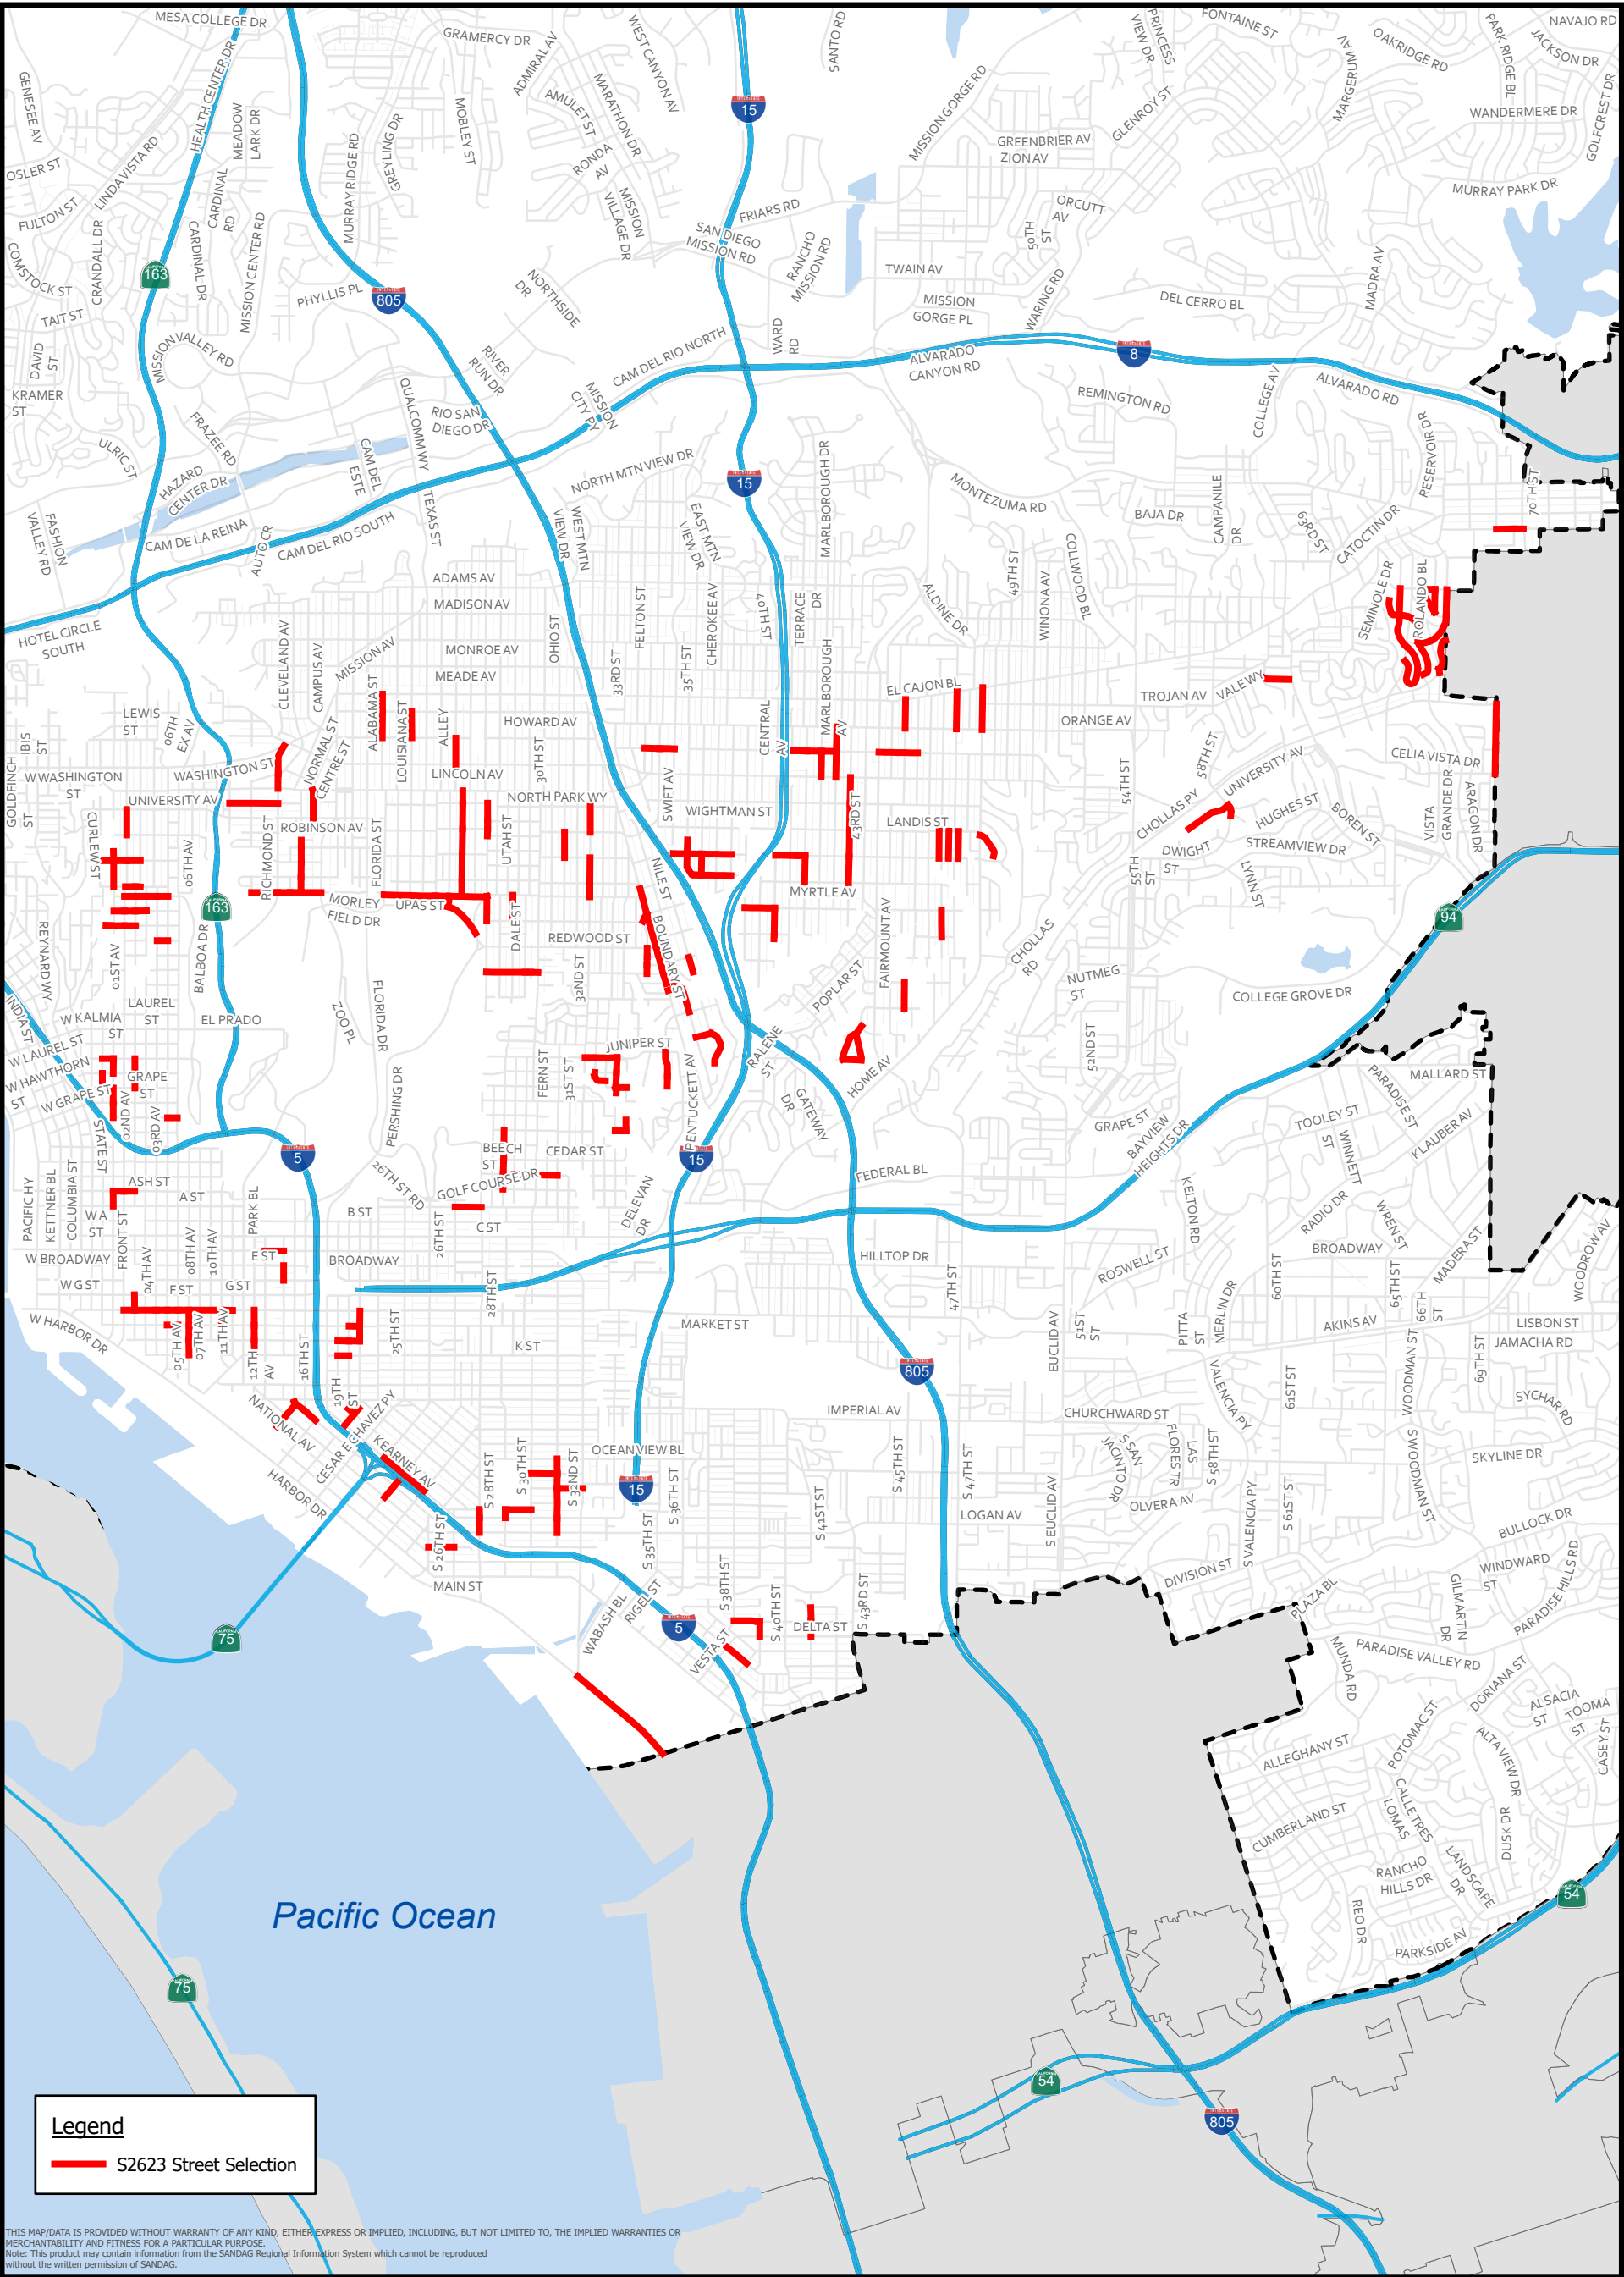 MESA COLLEGE DR
GENESEE AV
OSLER ST
LINDA VISTA RD
HEALTH CENTER DR
MEADOW
LARK DR
GRAMERCY DR
ADMIRAL AV
WEST CANYON AV
SANTO RD
PRINCESS
VIEW DR
FONTAINE ST
MARGERUM AV
OAKRIDGE RD
PARK RIDGE BL
NAVAJO RD
JACKSON DR
MARATHON DR
AMULET ST
RONDA
AV
MOBLEY ST
GREYLING DR
MURRAY RIDGE RD
15
MISSION GORGE RD
GREENBRIER AV
ZION AV
GLENROY ST
WANDERMERE DR
GOLFCREST DR
MURRAY PARK DR
FULTON ST
COMSTOCK ST
CRANDALL DR
CARDINAL
RD
CARDINAL DR
MISSION CENTER RD
MISSION
VILLAGE DR
FRIARS RD
SAN DIEGO
MISSION RD
RANCHO
MISSION RD
ORCUTT
AV
50TH
ST
TWAIN AV
WARING RD
163
PHYLLIS PL
805
NORTHSIDE
DR
MISSION
GORGE PL
DEL CERRO BL
MADRA AV
TAIT ST
DAVID
ST
MISSION VALLEY RD
KRAMER
ST
RIVER
RUN DR
CAM DEL RIO NORTH
WARD
RD
ALVARADO
CANYON RD
8
REMINGTON RD
COLLEGE AV
ALVARADO RD
ULRIC ST
FRAZEE RD
QUALCOMM WY
RIO SAN
DIEGO DR
MISSION
CITY PY
HAZARD
CENTER DR
CAM DEL
ESTE
TEXAS ST
NORTH MTN VIEW DR
15
MARLBOROUGH DR
MONTEZUMA RD
RESERVOIR DR
70TH ST
FASHION
VALLEY RD
CAM DE LA REINA
AUTO CR
CAM DEL RIO SOUTH
WEST MTN
VIEW DR
EAST MTN
VIEW DR
BAJA DR
CAMPANILE
DR
63RD ST
CATOCTIN DR
HOTEL CIRCLE
SOUTH
ADAMS AV
MADISON AV
MONROE AV
MEADE AV
OHIO ST
FELTON ST
CHEROKEE AV
40TH ST
TERRACE
DR
ALDINE DR
49TH ST
WINONA AV
COLLWOOD BL
SEMINOLE DR
ROLANDO BL
CLEVELAND AV
CAMPUS AV
MISSION AV
33RD ST
35TH ST
MARLBOROUGH
AV
EL CAJON BL
TROJAN AV
VALE WY
LEWIS
ST
06TH
EX AV
NORMAL ST
CENTRE ST
ALABAMA ST
LOUISIANA ST
ALLEY
HOWARD AV
CENTRAL
AV
ORANGE AV
IBIS
ST
GOLDFINCH
ST
W WASHINGTON
ST
WASHINGTON ST
LINCOLN AV
30TH ST
SWIFT AV
54TH ST
58TH ST
UNIVERSITY AV
CELIA VISTA DR
UNIVERSITY AV
NORTH PARK WY
WIGHTMAN ST
43RD ST
LANDIS ST
CHOLLAS PY
HUGHES ST
BOREN ST
VISTA
GRANDE DR
ARAGON DR
CURLEW ST
06TH AV
RICHMOND ST
ROBINSON AV
FLORIDA ST
UTAH ST
NILE ST
MYRTLE AV
DWIGHT
ST
STREAMVIEW DR
55TH
ST
LYNN ST
163
MORLEY
FIELD DR
UPAS ST
DALE ST
REDWOOD ST
BOUNDARY ST
FAIRMOUNT AV
94
REYNARD WY
01ST AV
BALBOA DR
32ND ST
POPLAR ST
CHOLLAS
RD
NUTMEG
ST
COLLEGE GROVE DR
INDIA ST
LAUREL
ST
W KALMIA
ST
EL PRADO
ZOO PL
FLORIDA DR
W LAUREL ST
W HAWTHORN
ST
W GRAPE ST
GRAPE
ST
02ND AV
03RD AV
STATE ST
PERSHING DR
FERN ST
31ST ST
JUNIPER ST
PENTUCKETT AV
RALENE
ST
GATEWAY
DR
HOME AV
52ND ST
MALLARD ST
PARADISE ST
TOOLEY ST
WINNETT
ST
KLAUBER AV
GRAPE ST
BAYVIEW
HEIGHTS DR
5
BEECH
ST
CEDAR ST
15
GOLF COURSE DR
26TH ST RD
FEDERAL BL
PACIFIC HY
KETTNER BL
COLUMBIA ST
ASH ST
A ST
W A
ST
PARK BL
B ST
C ST
26TH ST
DELEVAN
DR
KELTON RD
RADIO DR
WREN ST
MADERA ST
WOODROW AV
W BROADWAY
FRONT ST
04TH AV
08TH AV
10TH AV
E ST
BROADWAY
28TH ST
HILLTOP DR
47TH ST
ROSWELL ST
BROADWAY
60TH ST
65TH ST
66TH
ST
W G ST
F ST
G ST
W HARBOR DR
05TH AV
07TH AV
11TH AV
12TH
AV
16TH ST
25TH ST
K ST
MARKET ST
805
EUCLID AV
51ST
ST
PITTA
ST
MERLIN DR
AKINS AV
LISBON ST
JAMACHA RD
19TH
ST
NATIONAL AV
CESAR E CHAVEZ PY
KEARNEY AV
HARBOR DR
IMPERIAL AV
CHURCHWARD ST
VALENCIA PY
61ST ST
WOODMAN ST
69TH ST
SYCHAR RD
OCEAN VIEW BL
15
S 28TH ST
S 30TH ST
S 32ND ST
S 36TH ST
S 45TH ST
S 47TH ST
S SAN
JACINTO DR
LAS
FLORES TR
S 58TH ST
SKYLINE DR
S WOODMAN ST
OLVERA AV
S 26TH ST
S 35TH ST
S 41ST ST
LOGAN AV
S EUCLID AV
S VALENCIA PY
S 61ST ST
BULLOCK DR
MAIN ST
WABASH BL
RIGEL ST
S 38TH ST
S 40TH ST
S 43RD ST
DIVISION ST
PLAZA BL
WINDWARD
ST
GILMARTIN
DR
PARADISE HILLS RD
75
5
VESTA ST
DELTA ST
MUNDA RD
PARADISE VALLEY RD
DORIANA ST
ALSACIA
ST
TOOMA
ST
CASEY ST
ALLEGHANY ST
POTOMAC ST
ALTA VIEW DR
CUMBERLAND ST
CALLE TRES
LOMAS
DUSK DR
RANCHO
HILLS DR
LANDSCAPE
DR
54
REO DR
PARKSIDE AV
Pacific Ocean
75
54
805
Legend
S2623 Street Selection
THIS MAP/DATA IS PROVIDED WITHOUT WARRANTY OF ANY KIND, EITHER EXPRESS OR IMPLIED, INCLUDING, BUT NOT LIMITED TO, THE IMPLIED WARRANTIES OR
MERCHANTABILITY AND FITNESS FOR A PARTICULAR PURPOSE.
Note: This product may contain information from the SANDAG Regional Information System which cannot be reproduced
without the written permission of SANDAG.